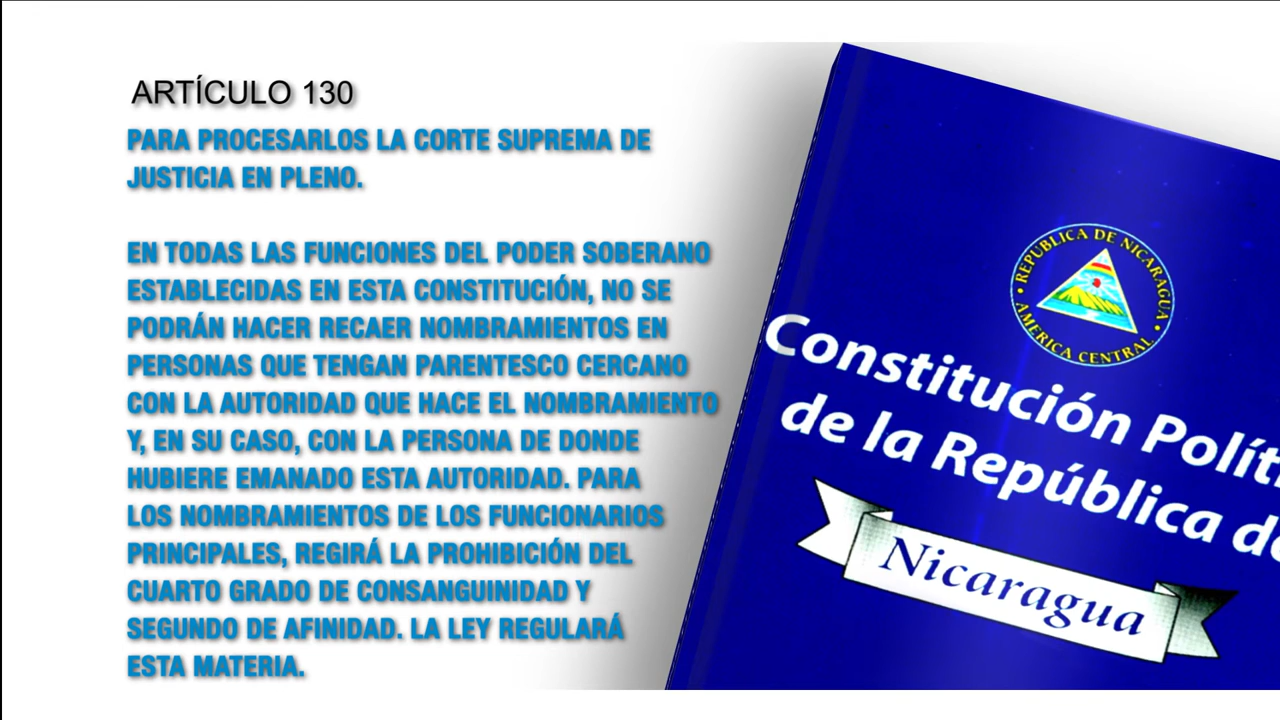 ARTÍCULO 130
PARA PROCESARLOS LA CORTE SUPREMA DE
JUSTICIA EN PLENO.
EN TODAS LAS FUNCIONES DEL PODER SOBERANO
ESTABLECIDAS EN ESTA CONSTITUCIÓN, NO SE
PODRÁN HACER RECAER NOMBRAMIENTOS EN
PERSONAS QUE TENGAN PARENTESCO CERCANO
CON LA AUTORIDAD QUE HACE EL NOMBRAMIENTO
Y, EN SU CASO, CON LA PERSONA DE DONDE
HUBIERE EMANADO ESTA AUTORIDAD. PARA
LOS NOMBRAMIENTOS DE LOS FUNCIONARIOS
PRINCIPALES, REGIRÁ LA PROHIBICIÓN DEL
CUARTO GRADO DE CONSANGUINIDAD Y
SEGUNDO DE AFINIDAD. LA LEY REGULARÁ
ESTA MATERIA.
REPÚBLICA DE NICARAGUA
AMÉRICA CENTRAL
Constitución Políti
de la República de
Nicaragua